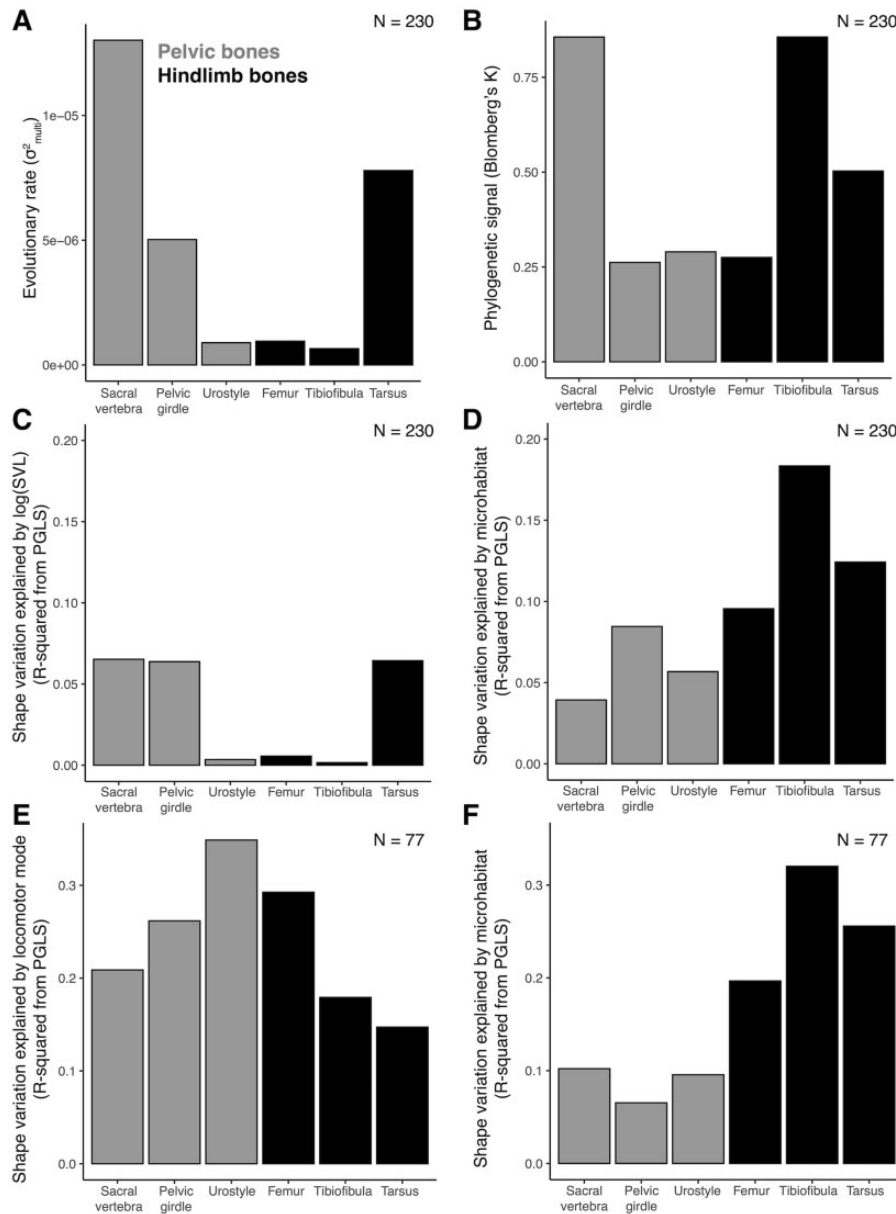 A
N = 230
Pelvic bones
Hindlimb bones
Evolutionary rate (σ²multi)
1e-05
5e-06
0e+00
Sacral vertebra
Pelvic girdle
Urostyle
Femur
Tibiofibula
Tarsus
B
N = 230
Phylogenetic signal (Blomberg's K)
0.75
0.50
0.25
0.00
Sacral vertebra
Pelvic girdle
Urostyle
Femur
Tibiofibula
Tarsus
C
N = 230
Shape variation explained by log(SVL)
(R-squared from PGLS)
0.20
0.15
0.10
0.05
0.00
Sacral vertebra
Pelvic girdle
Urostyle
Femur
Tibiofibula
Tarsus
D
N = 230
Shape variation explained by microhabitat
(R-squared from PGLS)
0.20
0.15
0.10
0.05
0.00
Sacral vertebra
Pelvic girdle
Urostyle
Femur
Tibiofibula
Tarsus
E
N = 77
Shape variation explained by locomotor mode
(R-squared from PGLS)
0.3
0.2
0.1
0.0
Sacral vertebra
Pelvic girdle
Urostyle
Femur
Tibiofibula
Tarsus
F
N = 77
Shape variation explained by microhabitat
(R-squared from PGLS)
0.3
0.2
0.1
0.0
Sacral vertebra
Pelvic girdle
Urostyle
Femur
Tibiofibula
Tarsus